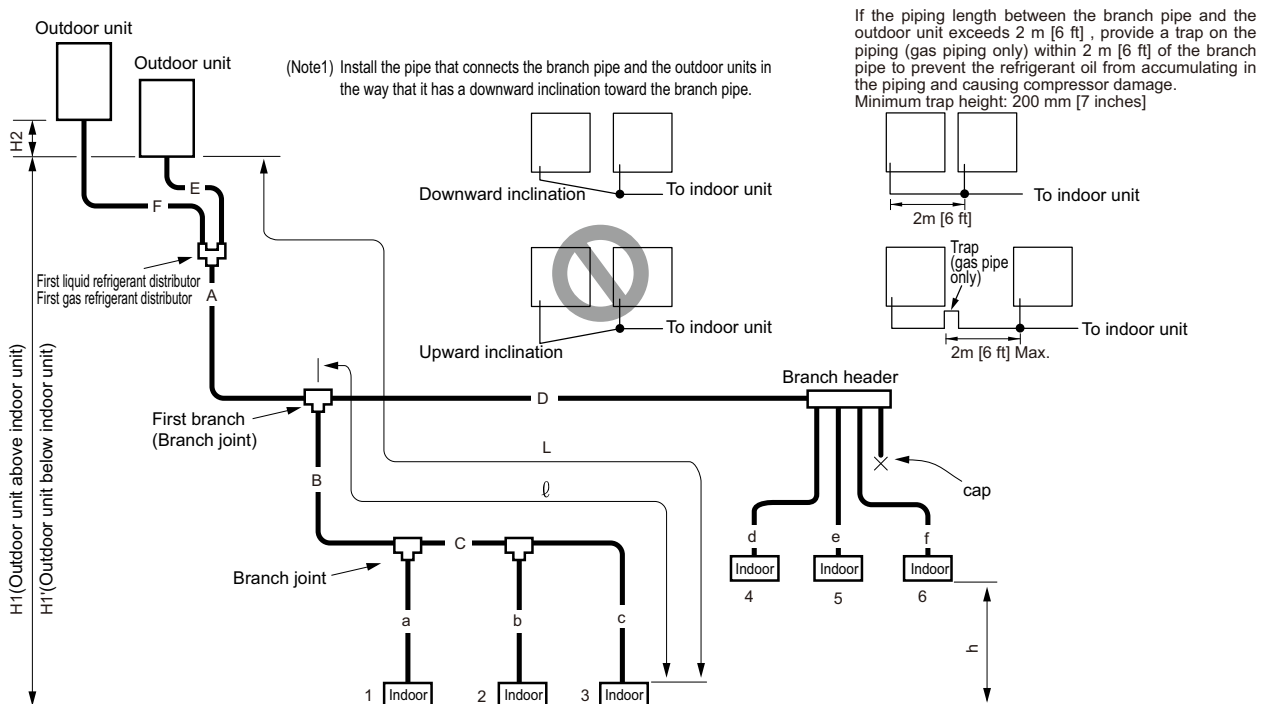 If the piping length between the branch pipe and the
outdoor unit exceeds 2 m [6 ft] , provide a trap on the
piping (gas piping only) within 2 m [6 ft] of the branch
pipe to prevent the refrigerant oil from accumulating in
the piping and causing compressor damage.
Minimum trap height: 200 mm [7 inches]
Outdoor unit
Outdoor unit
(Note1) Install the pipe that connects the branch pipe and the outdoor units in
the way that it has a downward inclination toward the branch pipe.
H2
E
F
Downward inclination
To indoor unit
To indoor unit
2m [6 ft]
First liquid refrigerant distributor
First gas refrigerant distributor
A
Trap
(gas pipe
only)
To indoor unit
To indoor unit
Upward inclination
2m [6 ft] Max.
H1(Outdoor unit above indoor unit)
H1'(Outdoor unit below indoor unit)
Branch header
First branch
(Branch joint)
D
L
B
ℓ
cap
C
Branch joint
d
e
f
Indoor
Indoor
Indoor
4
5
6
a
b
c
h
1 Indoor
2 Indoor
3 Indoor